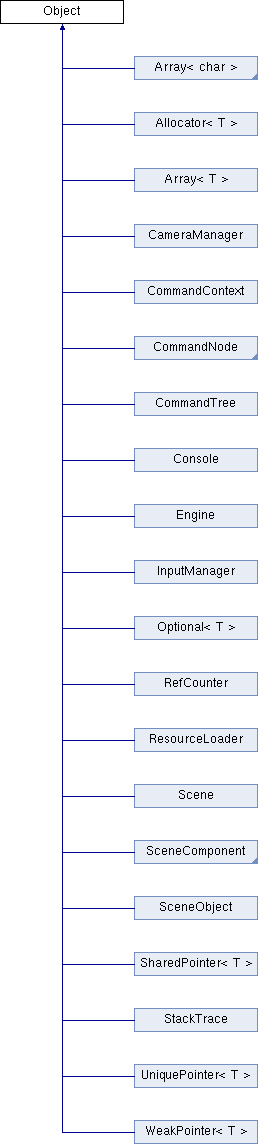 Object
Array< char >
Allocator< T >
Array< T >
CameraManager
CommandContext
CommandNode
CommandTree
Console
Engine
InputManager
Optional< T >
RefCounter
ResourceLoader
Scene
SceneComponent
SceneObject
SharedPointer< T >
StackTrace
UniquePointer< T >
WeakPointer< T >